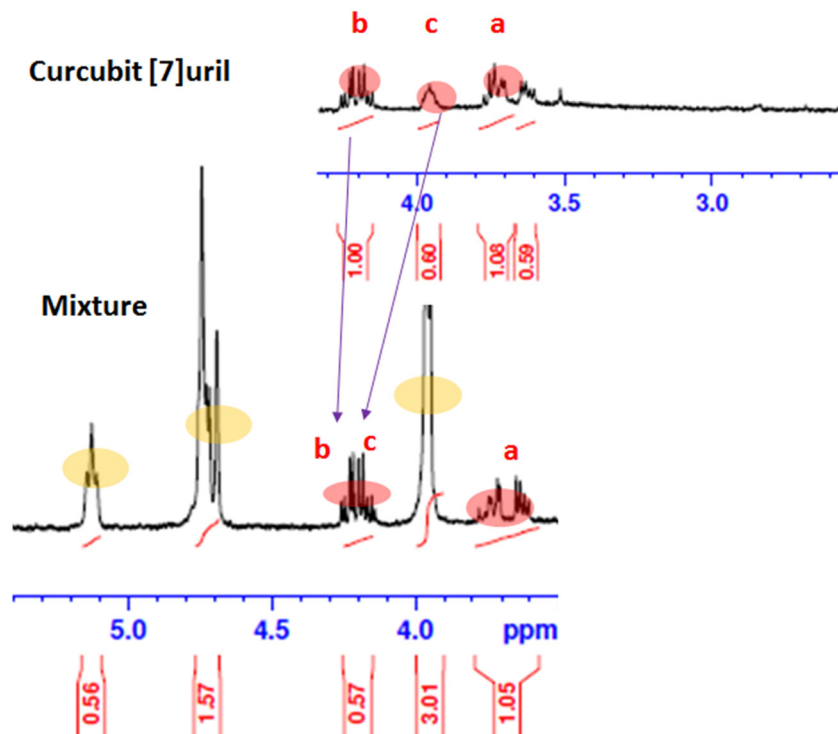 b c a
Curcubit [7]uril
4.0 3.5 3.0
1.00 0.60 1.08 0.59
Mixture
b c a
5.0 4.5 4.0 ppm
0.56 1.57 0.57 3.01 1.05